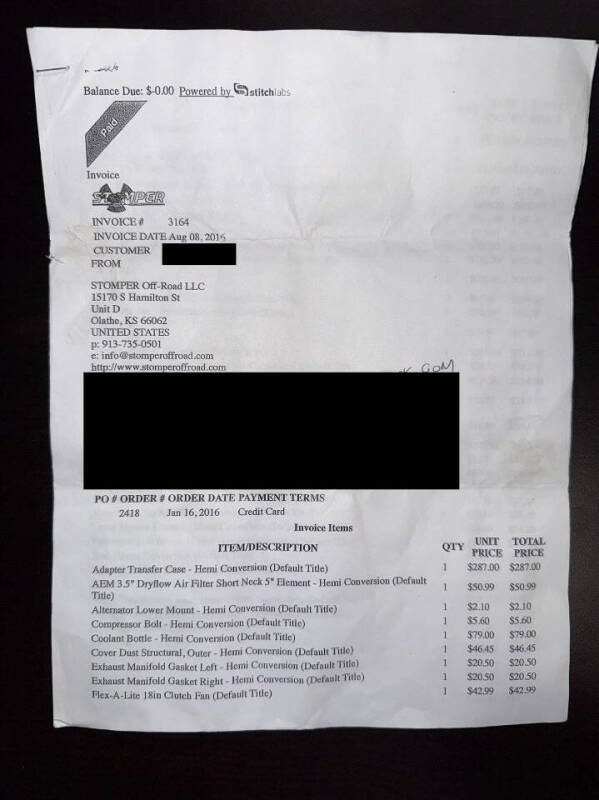 Balance Due: $-0.00 Powered by stitchlabs
Paid
Invoice
STOMPER
INVOICE # 3164
INVOICE DATE Aug 08, 2016
CUSTOMER
FROM
STOMPER Off-Road LLC
15170 S Hamilton St
Unit D
Olathe, KS 66062
UNITED STATES
p: 913-735-0501
e: info@stomperoffroad.com
http://www.stomperoffroad.com
.COM
PO # ORDER # ORDER DATE PAYMENT TERMS
2418 Jan 16, 2016 Credit Card
Invoice Items
ITEM/DESCRIPTION QTY UNIT PRICE TOTAL PRICE
Adapter Transfer Case - Hemi Conversion (Default Title) 1 $287.00 $287.00
AEM 3.5" Dryflow Air Filter Short Neck 5" Element - Hemi Conversion (Default
Title) 1 $50.99 $50.99
Alternator Lower Mount - Hemi Conversion (Default Title) 1 $2.10 $2.10
Compressor Bolt - Hemi Conversion (Default Title) 1 $5.60 $5.60
Coolant Bottle - Hemi Conversion (Default Title) 1 $79.00 $79.00
Cover Dust Structural, Outer - Hemi Conversion (Default Title) 1 $46.45 $46.45
Exhaust Manifold Gasket Left - Hemi Conversion (Default Title) 1 $20.50 $20.50
Exhaust Manifold Gasket Right - Hemi Conversion (Default Title) 1 $20.50 $20.50
Flex-A-Lite 18in Clutch Fan (Default Title) 1 $42.99 $42.99